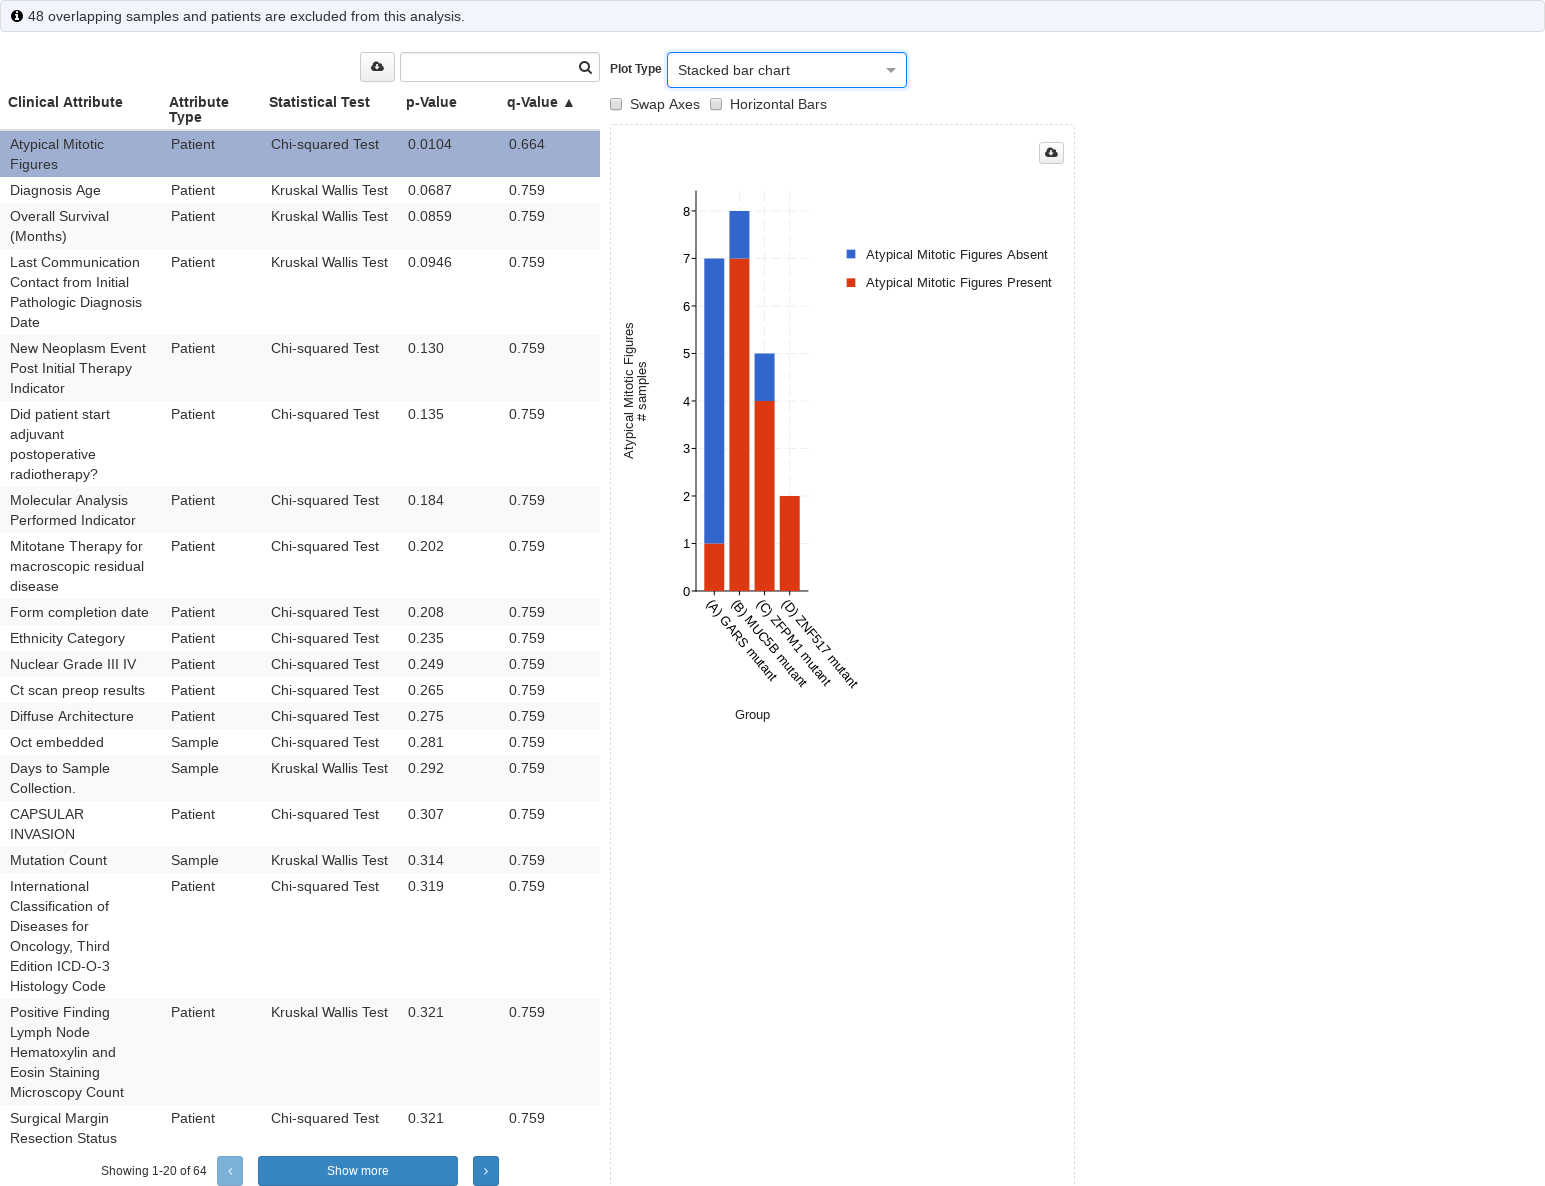 48 overlapping samples and patients are excluded from this analysis.
Plot Type
Stacked bar chart
Swap Axes
Horizontal Bars
Clinical Attribute
Attribute
Type
Statistical Test
p-Value
q-Value ▲
Atypical Mitotic
Figures
Patient
Chi-squared Test
0.0104
0.664
Diagnosis Age
Patient
Kruskal Wallis Test
0.0687
0.759
Overall Survival
(Months)
Patient
Kruskal Wallis Test
0.0859
0.759
Last Communication
Contact from Initial
Pathologic Diagnosis
Date
Patient
Kruskal Wallis Test
0.0946
0.759
New Neoplasm Event
Post Initial Therapy
Indicator
Patient
Chi-squared Test
0.130
0.759
Did patient start
adjuvant
postoperative
radiotherapy?
Patient
Chi-squared Test
0.135
0.759
Molecular Analysis
Performed Indicator
Patient
Chi-squared Test
0.184
0.759
Mitotane Therapy for
macroscopic residual
disease
Patient
Chi-squared Test
0.202
0.759
Form completion date
Patient
Chi-squared Test
0.208
0.759
Ethnicity Category
Patient
Chi-squared Test
0.235
0.759
Nuclear Grade III IV
Patient
Chi-squared Test
0.249
0.759
Ct scan preop results
Patient
Chi-squared Test
0.265
0.759
Diffuse Architecture
Patient
Chi-squared Test
0.275
0.759
Oct embedded
Sample
Chi-squared Test
0.281
0.759
Days to Sample
Collection.
Sample
Kruskal Wallis Test
0.292
0.759
CAPSULAR
INVASION
Patient
Chi-squared Test
0.307
0.759
Mutation Count
Sample
Kruskal Wallis Test
0.314
0.759
International
Classification of
Diseases for
Oncology, Third
Edition ICD-O-3
Histology Code
Patient
Chi-squared Test
0.319
0.759
Positive Finding
Lymph Node
Hematoxylin and
Eosin Staining
Microscopy Count
Patient
Kruskal Wallis Test
0.321
0.759
Surgical Margin
Resection Status
Patient
Chi-squared Test
0.321
0.759
Showing 1-20 of 64
Show more
8
7
6
5
4
3
2
1
0
Atypical Mitotic Figures
# samples
(A) GARS mutant
(B) MUC5B mutant
(C) ZFPM1 mutant
(D) ZNF517 mutant
Group
Atypical Mitotic Figures Absent
Atypical Mitotic Figures Present